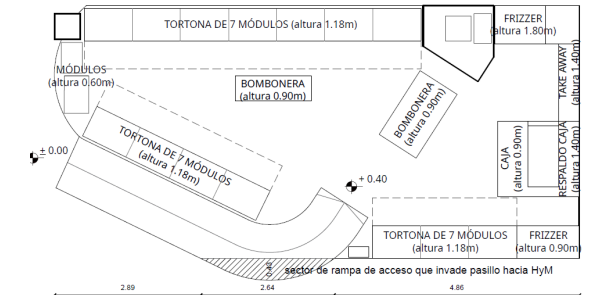 TORTONA DE 7 MÓDULOS (altura 1.18m)
FRIZZER
(altura 1.80m)
MÓDULOS
(altura 0.60m)
BOMBONERA
(altura 0.90m)
BOMBONERA
(altura 0.90m)
TAKE AWAY
(altura 1.40m)
TORTONA DE 7 MÓDULOS
(altura 1.18m)
± 0.00
CAJA
(altura 0.90m)
RESPALDO CAJA
(altura 1.40m)
± 0.40
TORTONA DE 7 MÓDULOS
(altura 1.18m)
FRIZZER
(altura 0.90m)
sector de rampa de acceso que invade pasillo hacia HyM
2.89
2.64
4.86